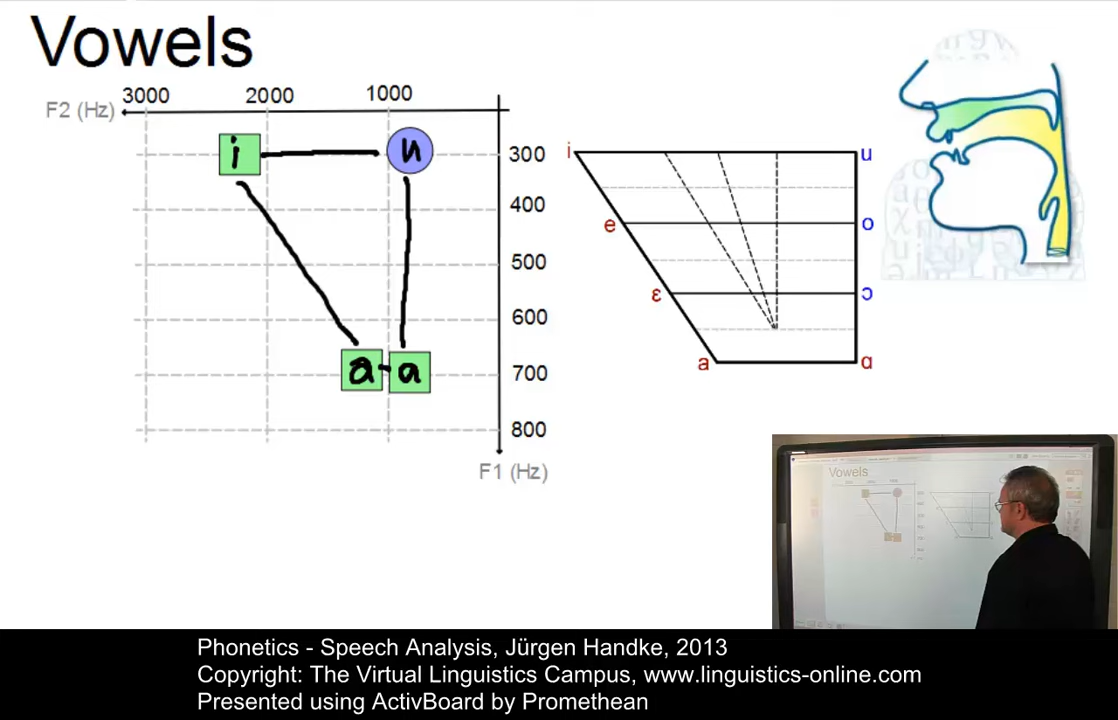 Vowels
F2 (Hz) 3000 2000 1000
i u
300
400
500
600
a a
700
800
F1 (Hz)
i u
e o
ɛ ɔ
a ɑ
Vowels
Phonetics - Speech Analysis, Jürgen Handke, 2013
Copyright: The Virtual Linguistics Campus, www.linguistics-online.com
Presented using ActivBoard by Promethean